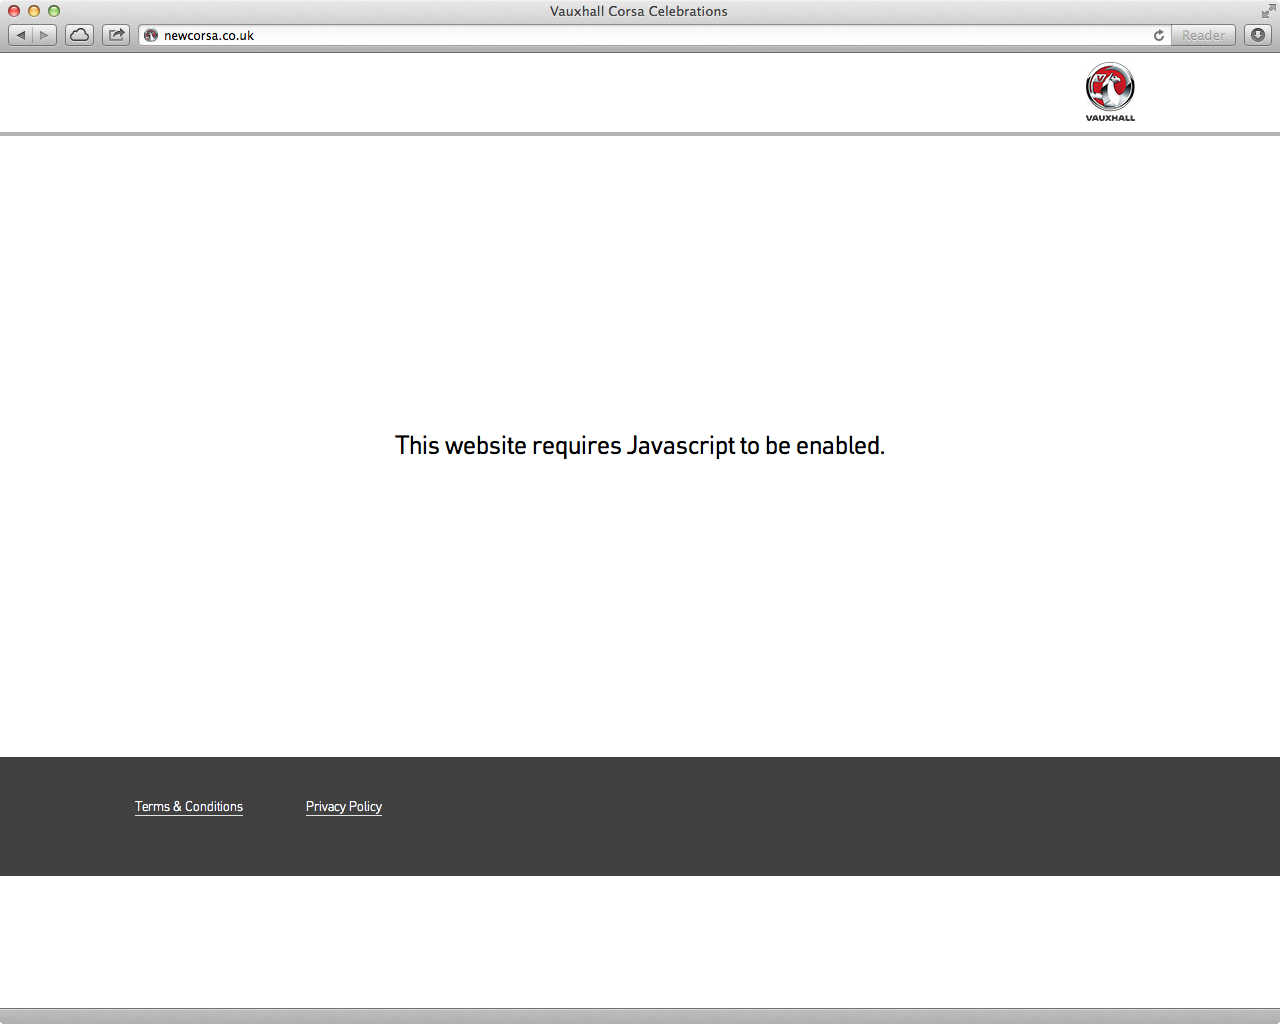 Vauxhall Corsa Celebrations
newcorsa.co.uk
Reader
VAUXHALL
This website requires Javascript to be enabled.
Terms & Conditions
Privacy Policy